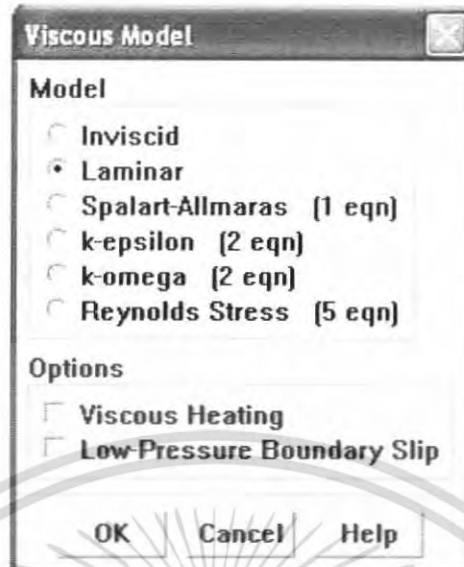 Viscous Model
Model
Inviscid
Laminar
Spalart-Allmaras (1 eqn)
k-epsilon (2 eqn)
k-omega (2 eqn)
Reynolds Stress (5 eqn)
Options
Viscous Heating
Low-Pressure Boundary Slip
OK Cancel Help